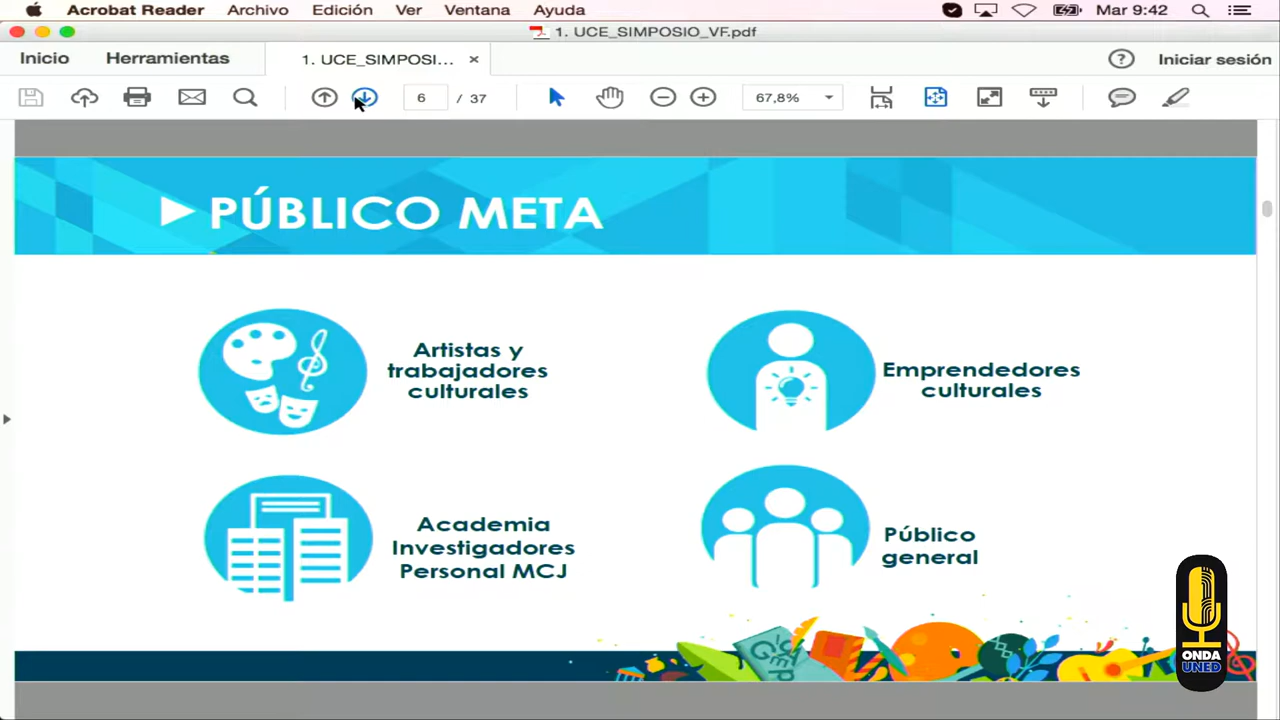 Acrobat Reader Archivo Edición Ver Ventana Ayuda Mar 9:42
1. UCE_SIMPOSIO_VF.pdf
Inicio Herramientas 1. UCE_SIMPOSI... × Iniciar sesión
6 / 37 67,8%
PÚBLICO META
Artistas y
trabajadores
culturales
Emprendedores
culturales
Academia
Investigadores
Personal MCJ
Público
general
ONDA
UNED